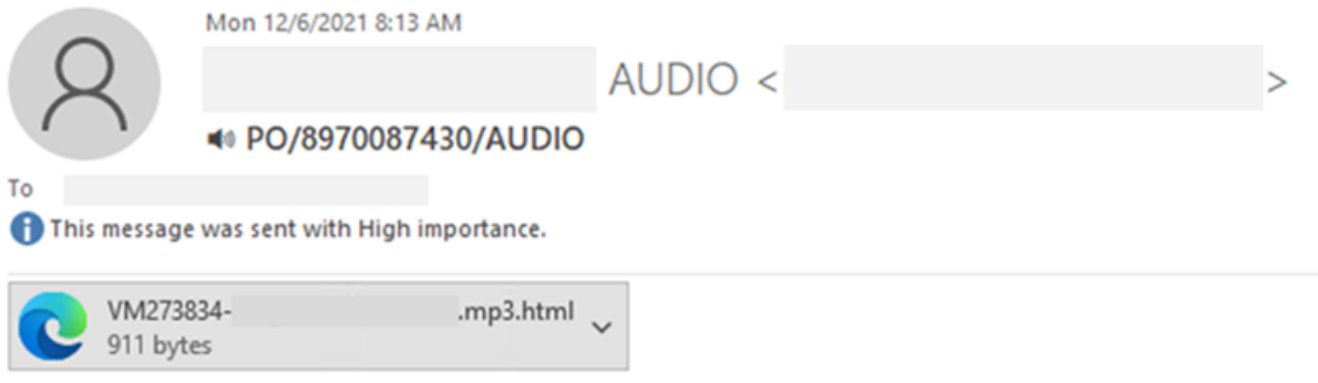 Mon 12/6/2021 8:13 AM
AUDIO < >
PO/8970087430/AUDIO
To
This message was sent with High importance.
VM273834- .mp3.html
911 bytes